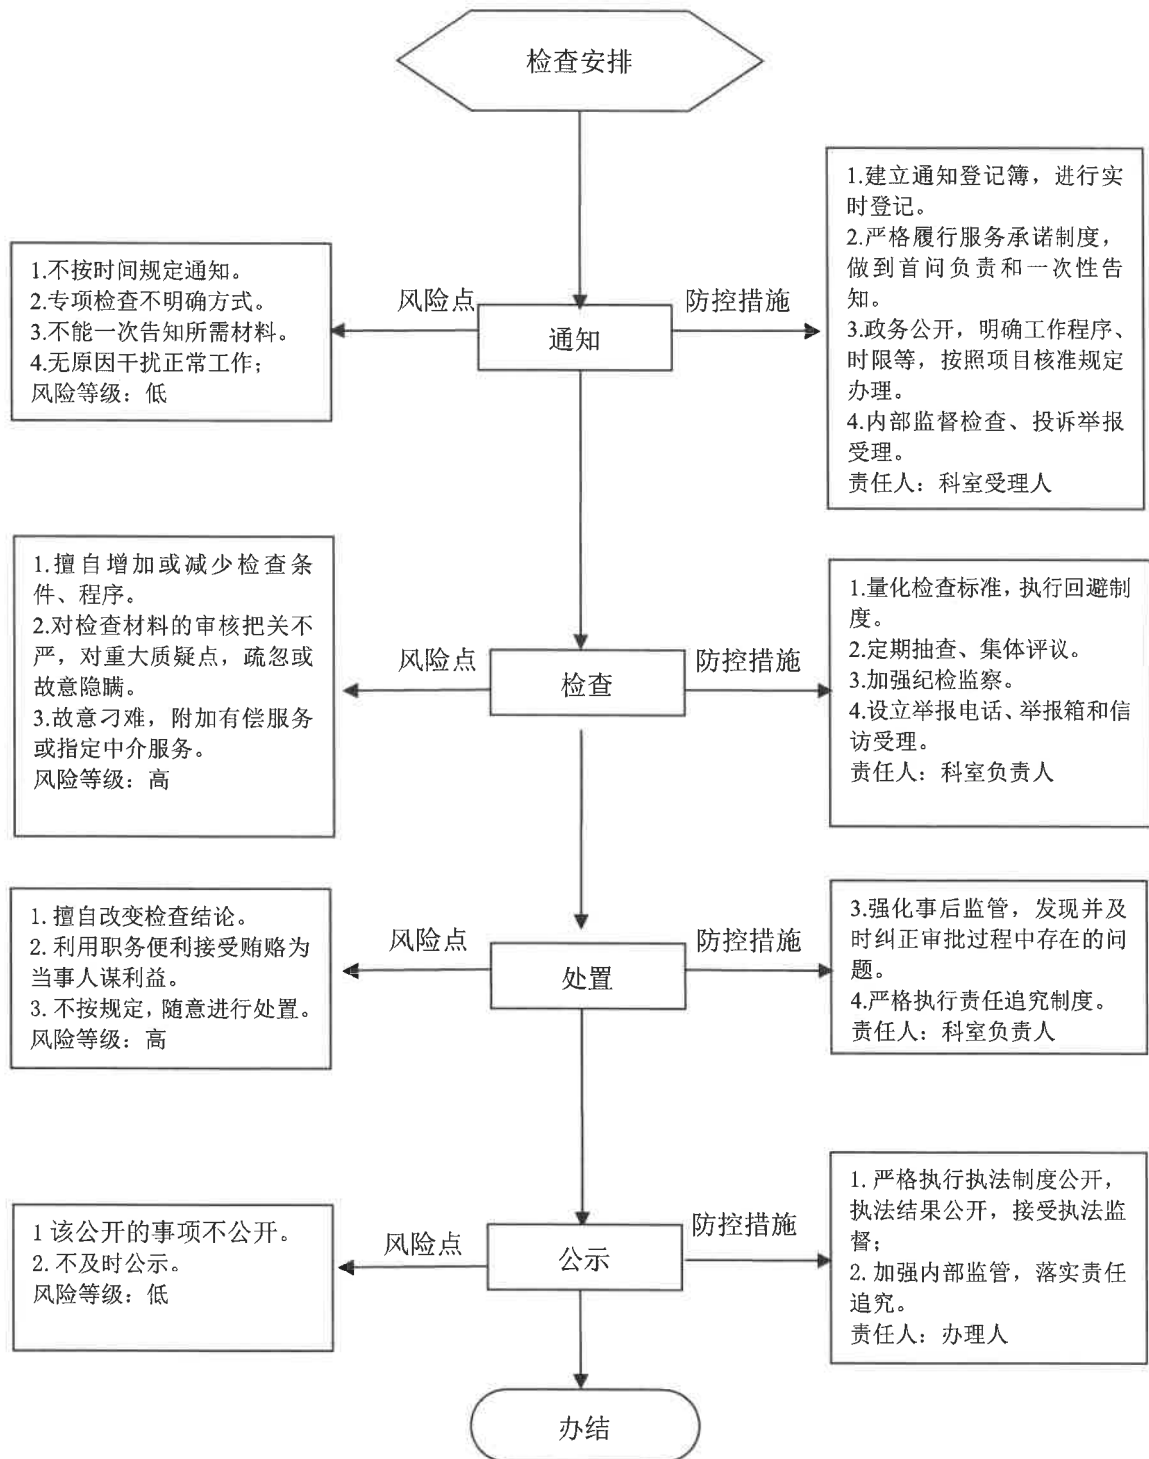 检查安排
1.建立通知登记簿，进行实
时登记。
2.严格履行服务承诺制度，
做到首问负责和一次性告
知。
3.政务公开，明确工作程序、
时限等，按照项目核准规定
办理。
4.内部监督检查、投诉举报
受理。
责任人：科室受理人
1.不按时间规定通知。
2.专项检查不明确方式。
3.不能一次告知所需材料。
4.无原因干扰正常工作；
风险等级：低
风险点
通知
防控措施
1.擅自增加或减少检查条
件、程序。
2.对检查材料的审核把关不
严，对重大质疑点，疏忽或
故意隐瞒。
3.故意刁难，附加有偿服务
或指定中介服务。
风险等级：高
风险点
检查
防控措施
1.量化检查标准，执行回避制
度。
2.定期抽查、集体评议。
3.加强纪检监察。
4.设立举报电话、举报箱和信
访受理。
责任人：科室负责人
1. 擅自改变检查结论。
2. 利用职务便利接受贿赂为
当事人谋利益。
3. 不按规定，随意进行处置。
风险等级：高
风险点
处置
防控措施
3.强化事后监管，发现并及
时纠正审批过程中存在的问
题。
4.严格执行责任追究制度。
责任人：科室负责人
1 该公开的事项不公开。
2. 不及时公示。
风险等级：低
风险点
公示
防控措施
1. 严格执行执法制度公开，
执法结果公开，接受执法监
督；
2. 加强内部监管，落实责任
追究。
责任人：办理人
办结